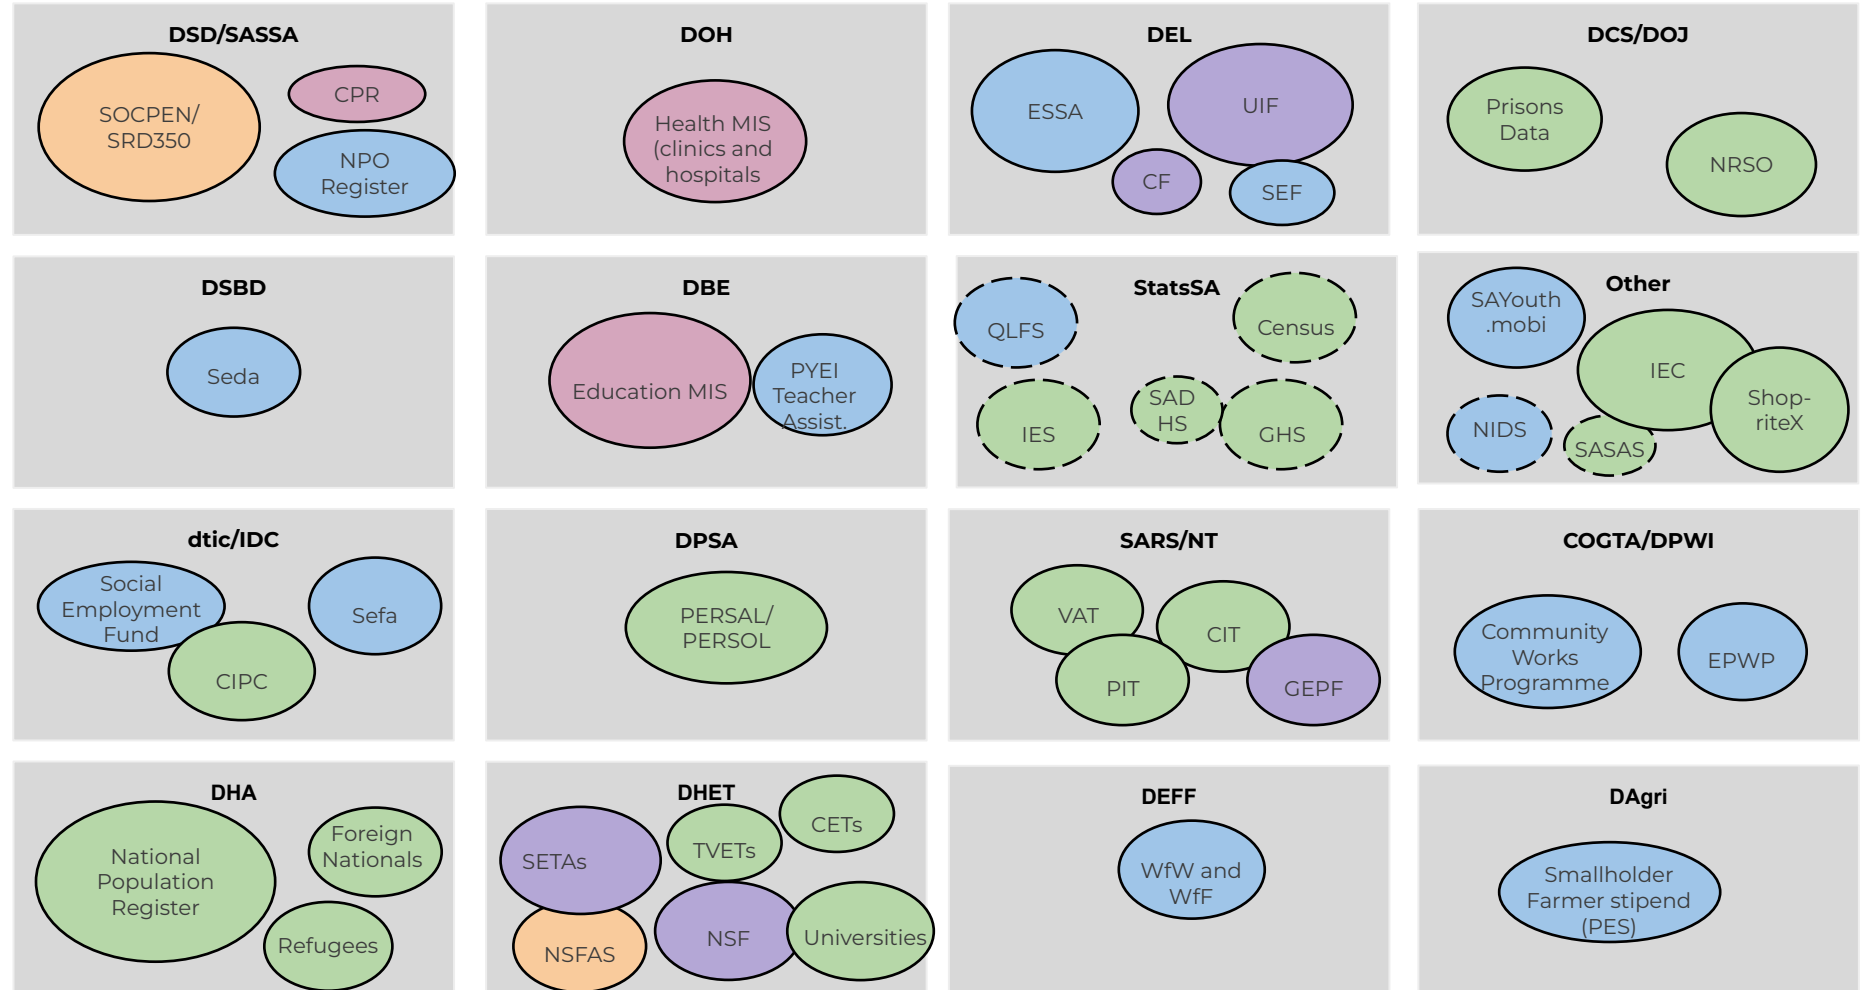 DSD/SASSA
SOCPEN/
SRD350
CPR
NPO
Register
DOH
Health MIS
(clinics and
hospitals
DEL
ESSA
UIF
CF
SEF
DCS/DOJ
Prisons
Data
NRSO
DSBD
Seda
DBE
Education MIS
PYEI
Teacher
Assist.
StatsSA
QLFS
Census
IES
SAD
HS
GHS
Other
SAYouth
.mobi
IEC
Shop-
riteX
NIDS
SASAS
dtic/IDC
Social
Employment
Fund
Sefa
CIPC
DPSA
PERSAL/
PERSOL
SARS/NT
VAT
CIT
PIT
GEPF
COGTA/DPWI
Community
Works
Programme
EPWP
DHA
National
Population
Register
Foreign
Nationals
Refugees
DHET
SETAs
TVETs
CETs
NSFAS
NSF
Universities
DEFF
WfW and
WfF
DAgri
Smallholder
Farmer stipend
(PES)